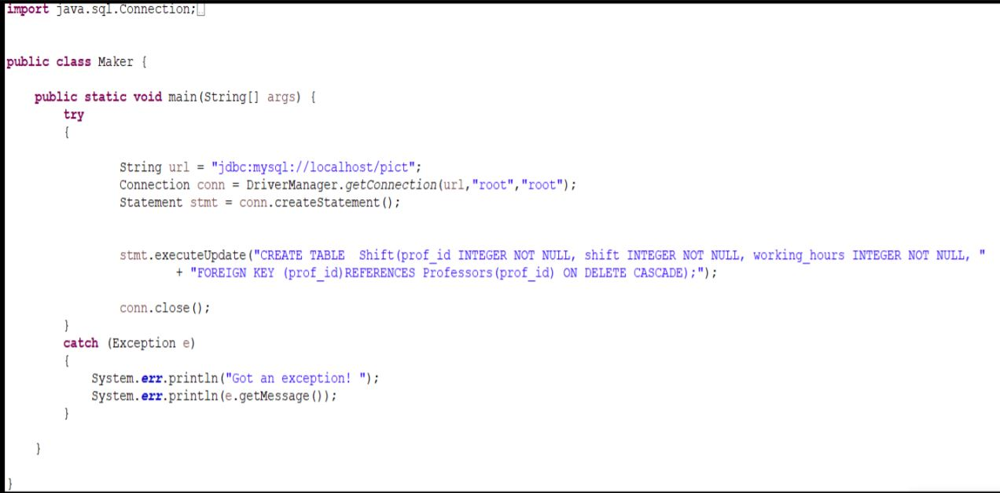 import java.sql.Connection;
public class Maker {
public static void main(String[] args) {
try
{
String url = "jdbc:mysql://localhost/pict";
Connection conn = DriverManager.getConnection(url,"root","root");
Statement stmt = conn.createStatement();
stmt.executeUpdate("CREATE TABLE  Shift(prof_id INTEGER NOT NULL, shift INTEGER NOT NULL, working_hours INTEGER NOT NULL, "
+ "FOREIGN KEY (prof_id)REFERENCES Professors(prof_id) ON DELETE CASCADE);");
conn.close();
}
catch (Exception e)
{
System.err.println("Got an exception! ");
System.err.println(e.getMessage());
}
}
}